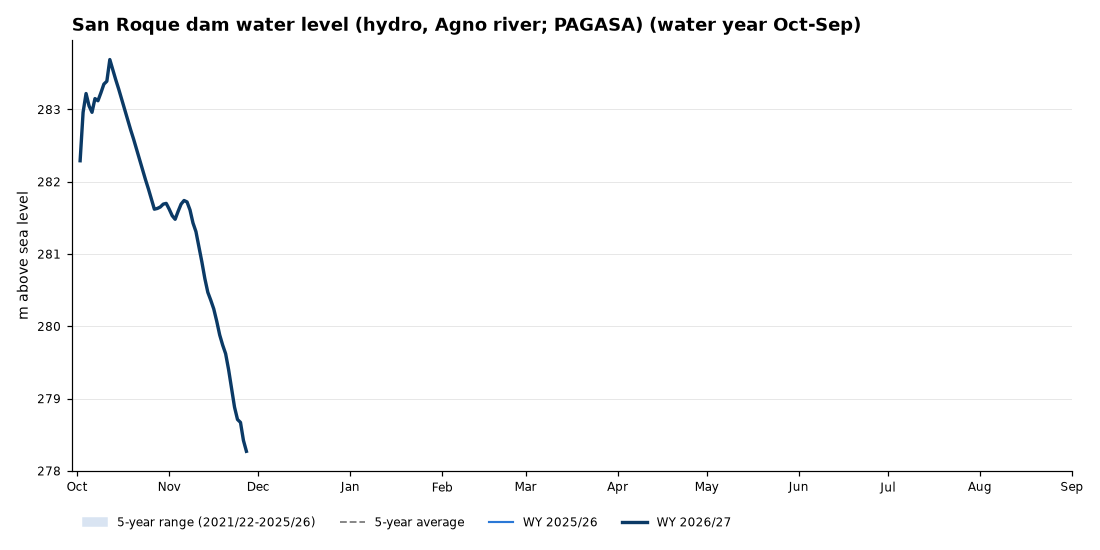 San Roque dam water level (hydro, Agno river; PAGASA) (water year Oct-Sep)
m above sea level
283
282
281
280
279
278
Oct Nov Dec Jan Feb Mar Apr May Jun Jul Aug Sep
5-year range (2021/22-2025/26) 5-year average WY 2025/26 WY 2026/27